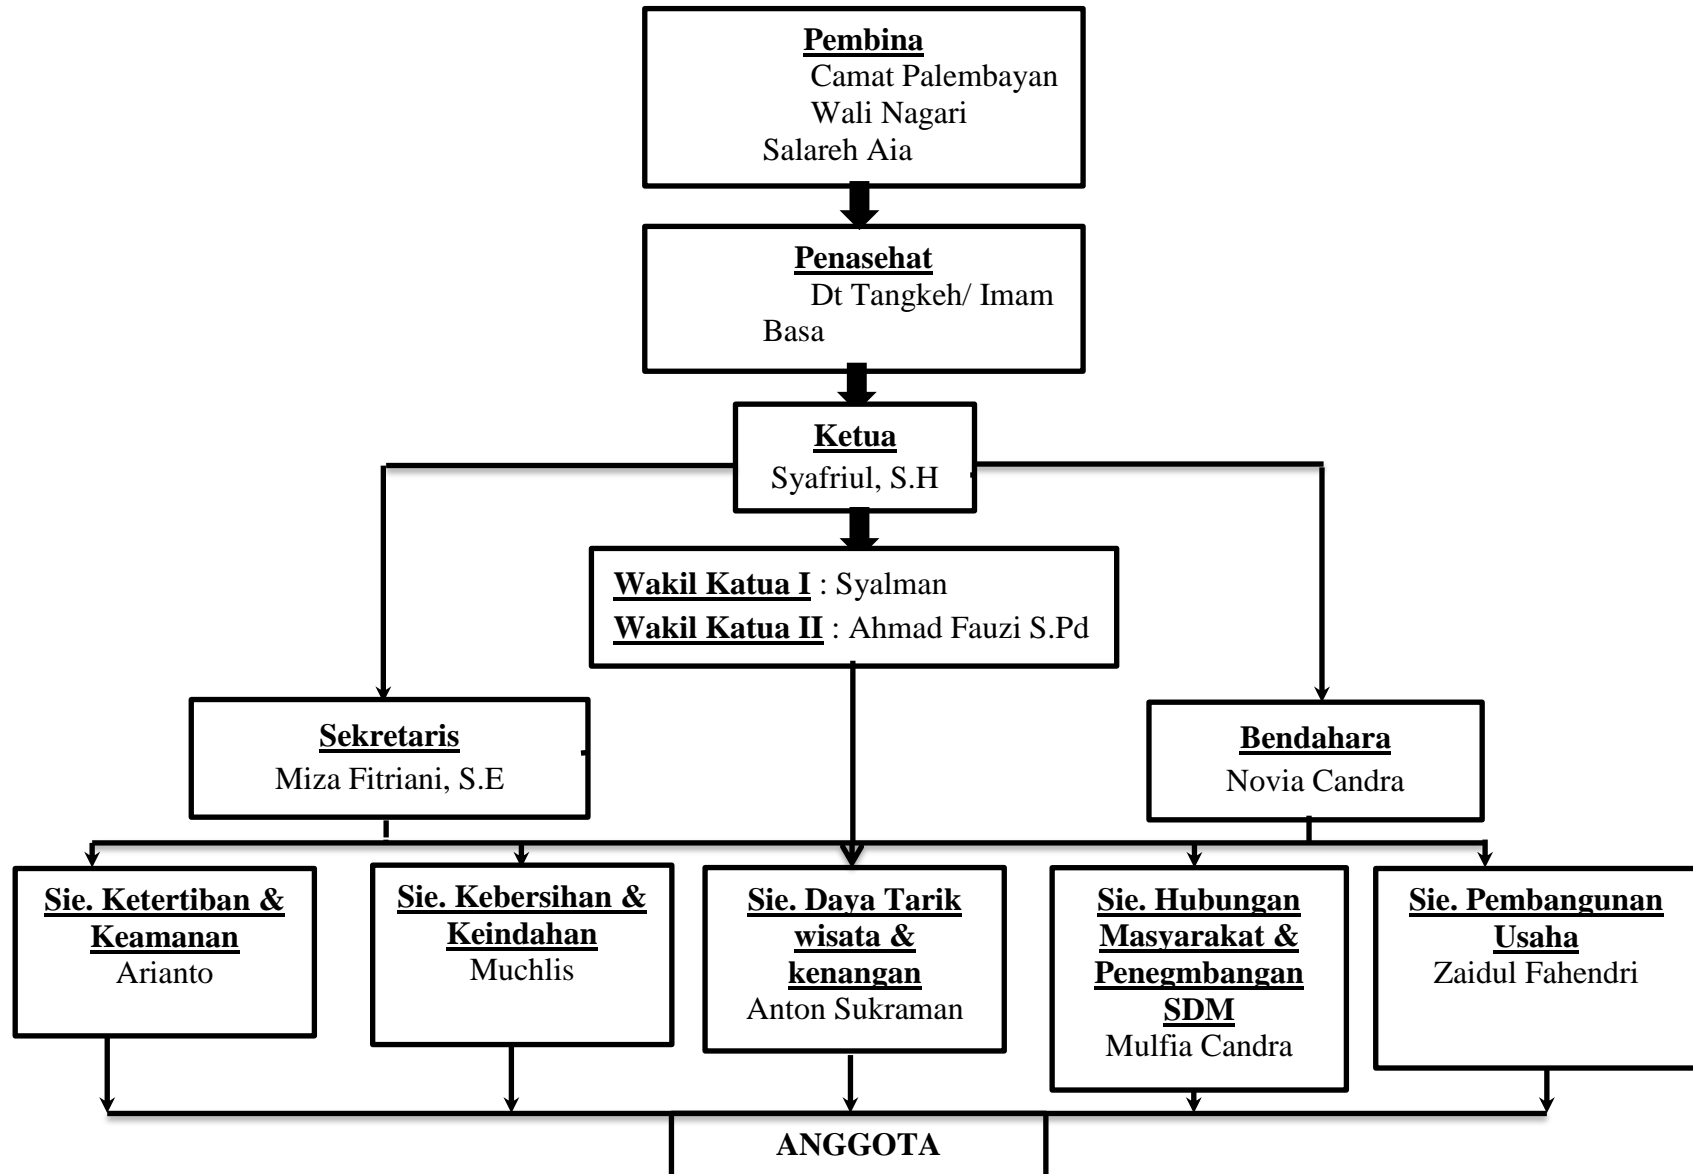 Pembina
Camat Palembayan
Wali Nagari
Salareh Aia
Penasehat
Dt Tangkeh/ Imam
Basa
Ketua
Syafriul, S.H
Wakil Katua I : Syalman
Wakil Katua II : Ahmad Fauzi S.Pd
Sekretaris
Miza Fitriani, S.E
Bendahara
Novia Candra
Sie. Ketertiban &
Keamanan
Arianto
Sie. Kebersihan &
Keindahan
Muchlis
Sie. Daya Tarik
wisata &
kenangan
Anton Sukraman
Sie. Hubungan
Masyarakat &
Penegmbangan
SDM
Mulfia Candra
Sie. Pembangunan
Usaha
Zaidul Fahendri
ANGGOTA